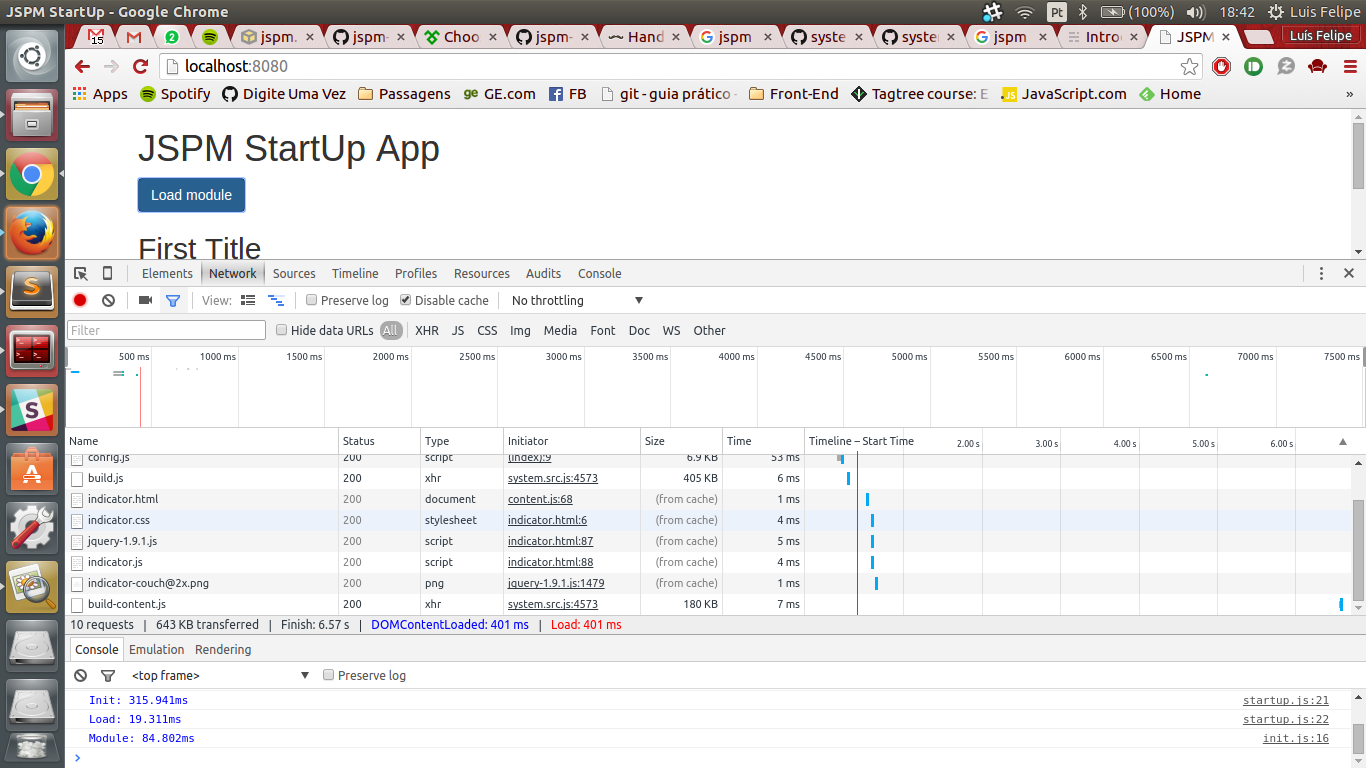 JSPM StartUp - Google Chrome Pt (100%) 18:42 Luis Felipe
15 2 jspm. jspm- Choo jspm- Hand jspm syste syste jspm Intro JSPM Luís Felipe
localhost:8080
Apps Spotify Digite Uma Vez Passagens ge GE.com FB git - guia prático - Front-End Tagtree course: E JS JavaScript.com Home »
JSPM StartUp App
Load module
First Title
Elements Network Sources Timeline Profiles Resources Audits Console
View: Preserve log Disable cache No throttling
Filter Hide data URLs All XHR JS CSS Img Media Font Doc WS Other
500 ms 1000 ms 1500 ms 2000 ms 2500 ms 3000 ms 3500 ms 4000 ms 4500 ms 5000 ms 5500 ms 6000 ms 6500 ms 7000 ms 7500 ms
Name Status Type Initiator Size Time Timeline – Start Time 2.00 s 3.00 s 4.00 s 5.00 s 6.00 s
config.js 200 script (index):9 6.9 KB 53 ms
build.js 200 xhr system.src.js:4573 405 KB 6 ms
indicator.html 200 document content.js:68 (from cache) 1 ms
indicator.css 200 stylesheet indicator.html:6 (from cache) 4 ms
jquery-1.9.1.js 200 script indicator.html:87 (from cache) 5 ms
indicator.js 200 script indicator.html:88 (from cache) 4 ms
indicator-couch@2x.png 200 png jquery-1.9.1.js:1479 (from cache) 1 ms
build-content.js 200 xhr system.src.js:4573 180 KB 7 ms
10 requests | 643 KB transferred | Finish: 6.57 s | DOMContentLoaded: 401 ms | Load: 401 ms
Console Emulation Rendering
<top frame> Preserve log
Init: 315.941ms startup.js:21
Load: 19.311ms startup.js:22
Module: 84.802ms init.js:16